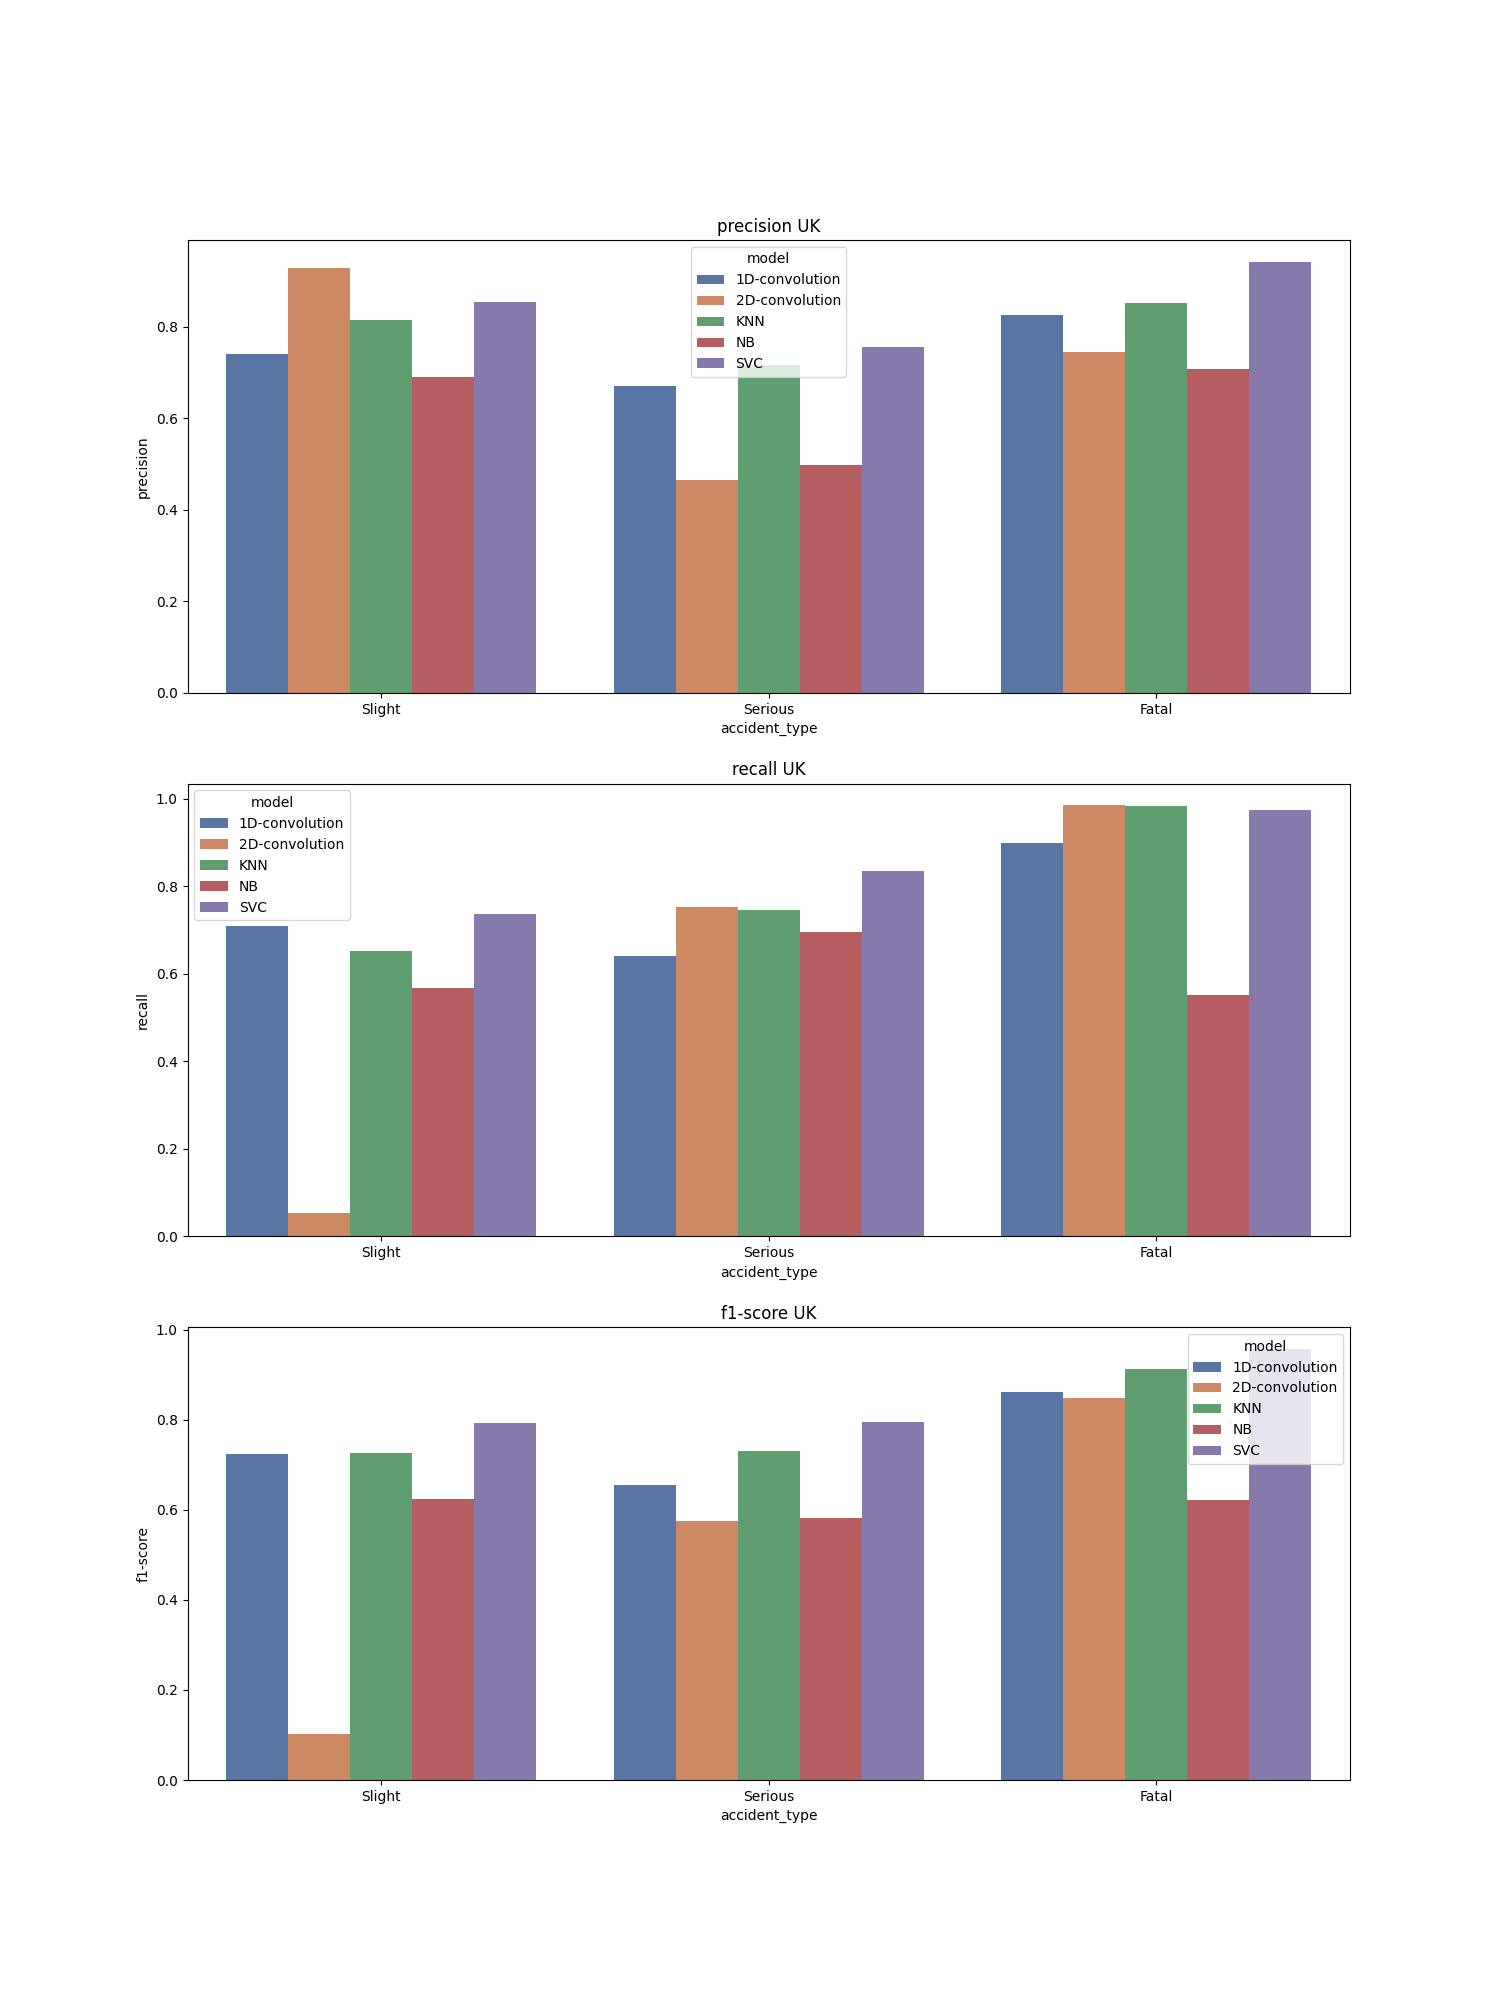 precision UK
model
1D-convolution
2D-convolution
KNN
NB
SVC
0.8
0.6
0.4
0.2
0.0
precision
Slight Serious Fatal
accident_type
recall UK
model
1D-convolution
2D-convolution
KNN
NB
SVC
1.0
0.8
0.6
0.4
0.2
0.0
recall
Slight Serious Fatal
accident_type
f1-score UK
model
1D-convolution
2D-convolution
KNN
NB
SVC
1.0
0.8
0.6
0.4
0.2
0.0
f1-score
Slight Serious Fatal
accident_type